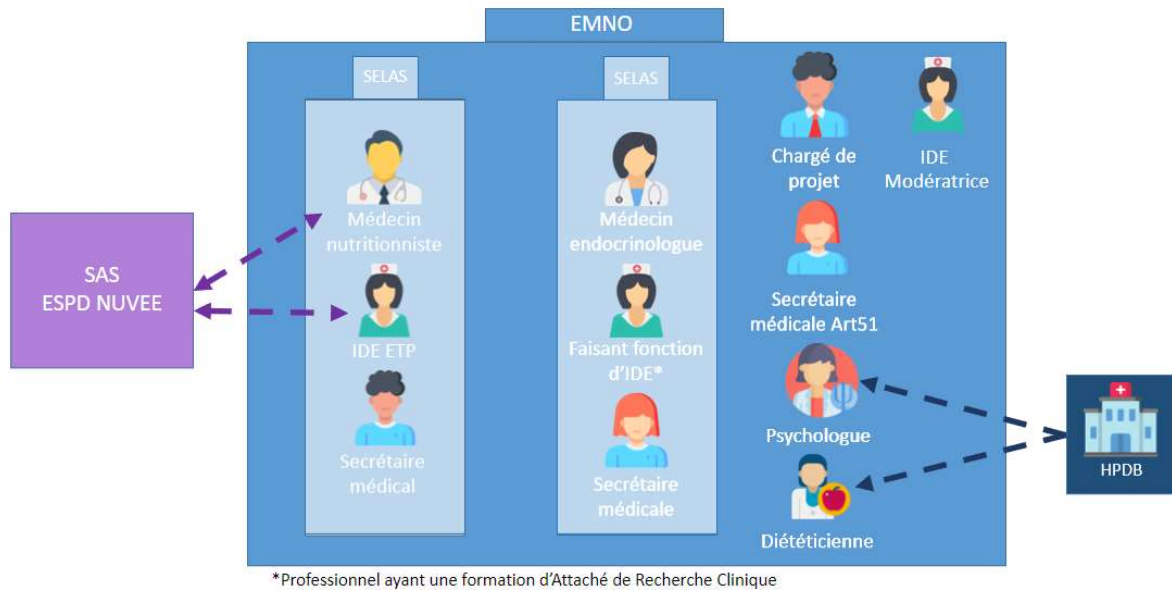 EMNO
SELAS
Médecin
nutritionniste
IDE ETP
Secrétaire
médical
SELAS
Médecin
endocrinologue
Faisant fonction
d’IDE*
Secrétaire
médicale
Chargé de
projet
IDE
Modératrice
Secrétaire
médicale Art51
Psychologue
Diététicienne
SAS
ESPD NUVEE
HPDB
*Professionnel ayant une formation d’Attaché de Recherche Clinique